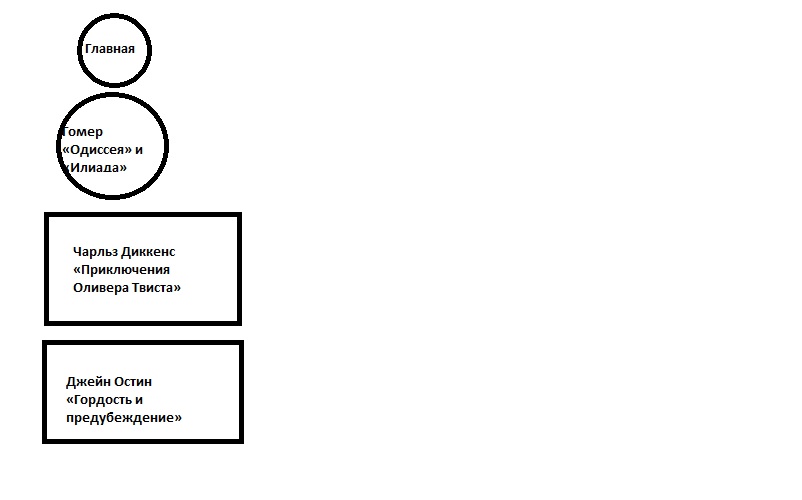 Главная
Гомер
«Одиссея» и
«Илиада»
Чарльз Диккенс
«Приключения
Оливера Твиста»
Джейн Остин
«Гордость и
предубеждение»